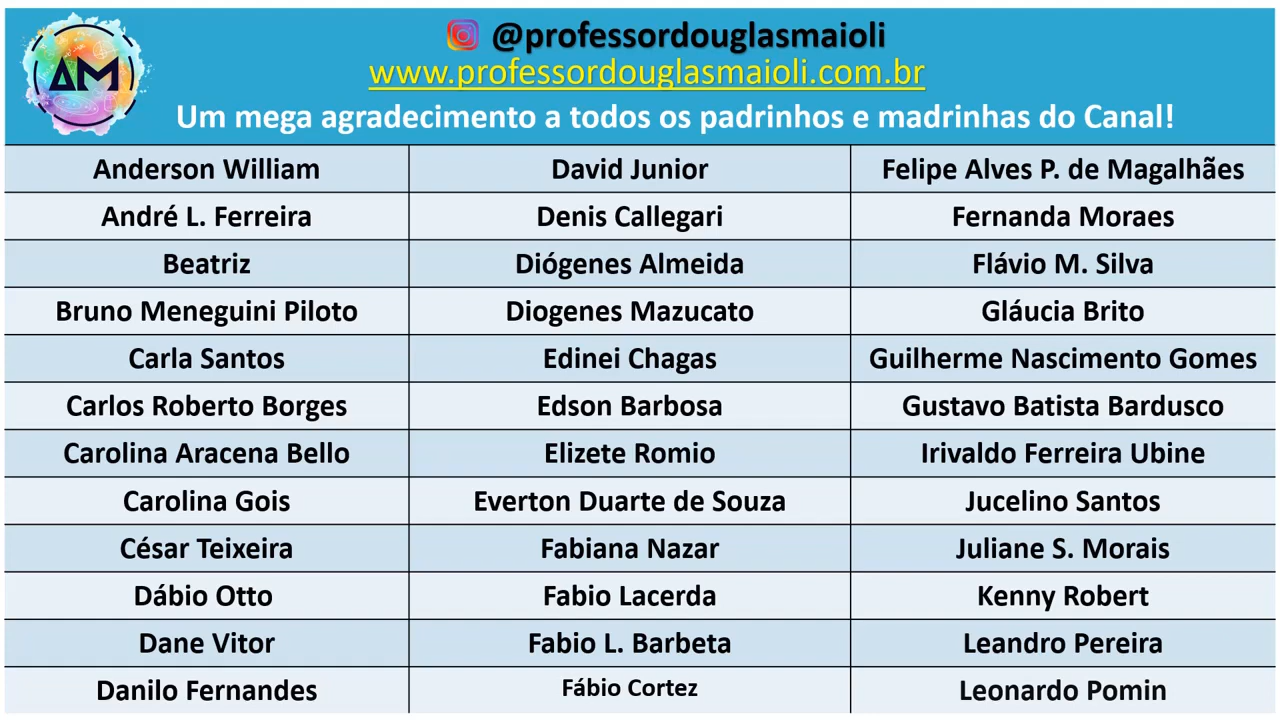 ΔM
@professordouglasmaioli
www.professordouglasmaioli.com.br
Um mega agradecimento a todos os padrinhos e madrinhas do Canal!
Anderson William David Junior Felipe Alves P. de Magalhães
André L. Ferreira Denis Callegari Fernanda Moraes
Beatriz Diógenes Almeida Flávio M. Silva
Bruno Meneguini Piloto Diogenes Mazucato Gláucia Brito
Carla Santos Edinei Chagas Guilherme Nascimento Gomes
Carlos Roberto Borges Edson Barbosa Gustavo Batista Bardusco
Carolina Aracena Bello Elizete Romio Irivaldo Ferreira Ubine
Carolina Gois Everton Duarte de Souza Jucelino Santos
César Teixeira Fabiana Nazar Juliane S. Morais
Dábio Otto Fabio Lacerda Kenny Robert
Dane Vitor Fabio L. Barbeta Leandro Pereira
Danilo Fernandes Fábio Cortez Leonardo Pomin